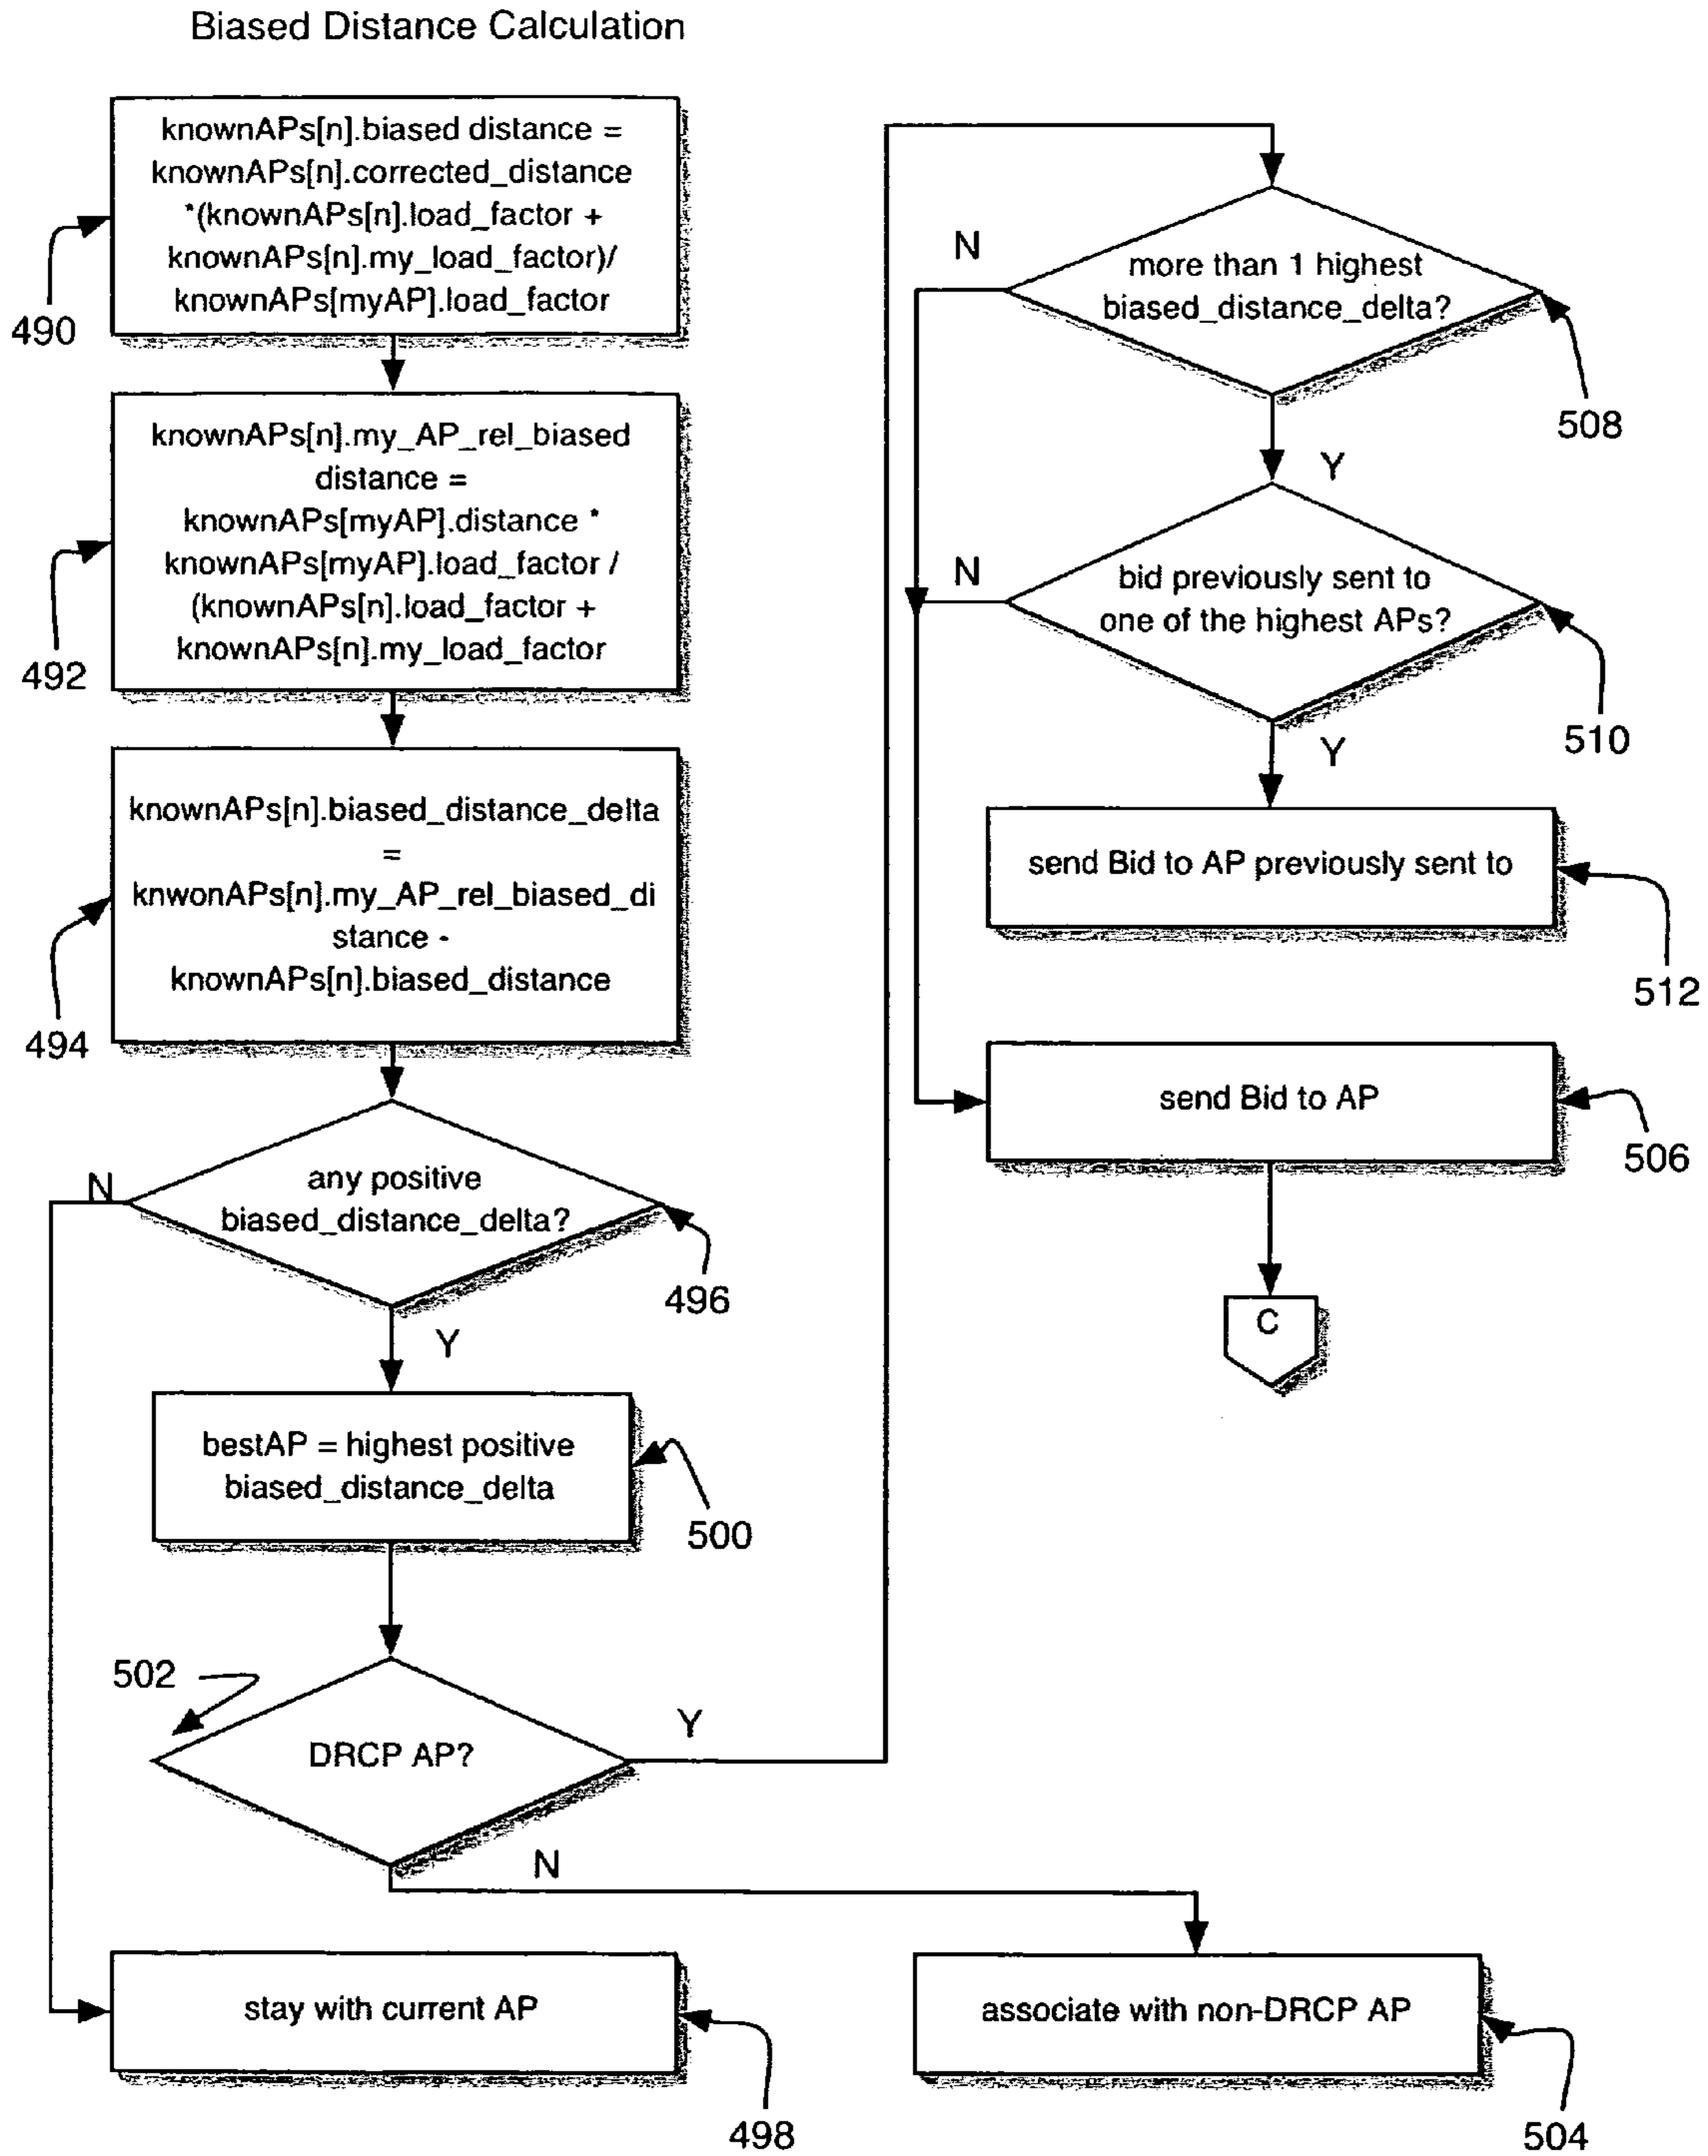 Biased Distance Calculation
knownAPs[n].biased distance =
knownAPs[n].corrected_distance
*(knownAPs[n].load_factor +
knownAPs[n].my_load_factor)/
knownAPs[myAP].load_factor
490
knownAPs[n].my_AP_rel_biased
distance =
knownAPs[myAP].distance *
knownAPs[myAP].load_factor /
(knownAPs[n].load_factor +
knownAPs[n].my_load_factor
492
knownAPs[n].biased_distance_delta
=
knwonAPs[n].my_AP_rel_biased_di
stance -
knownAPs[n].biased_distance
494
any positive
biased_distance_delta?
N
496
Y
bestAP = highest positive
biased_distance_delta
500
502
DRCP AP?
Y
N
stay with current AP
498
associate with non-DRCP AP
504
N
more than 1 highest
biased_distance_delta?
508
Y
N
bid previously sent to
one of the highest APs?
510
Y
send Bid to AP previously sent to
512
send Bid to AP
506
C